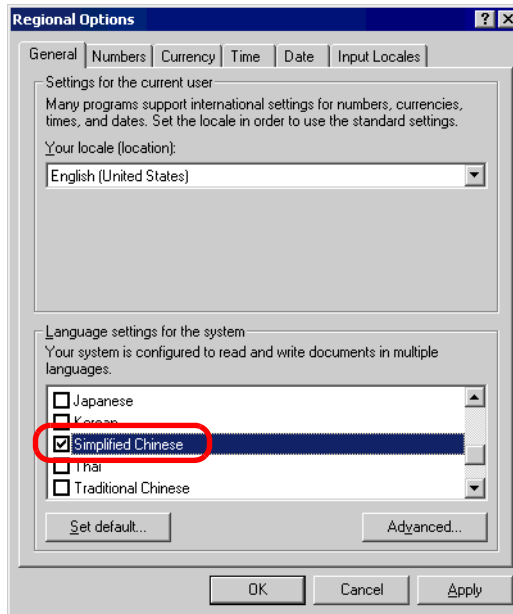 Regional Options
General Numbers Currency Time Date Input Locales
Settings for the current user
Many programs support international settings for numbers, currencies,
times, and dates. Set the locale in order to use the standard settings.
Your locale (location):
English (United States)
Language settings for the system
Your system is configured to read and write documents in multiple
languages.
Japanese
Korean
Simplified Chinese
Thai
Traditional Chinese
Set default... Advanced...
OK Cancel Apply